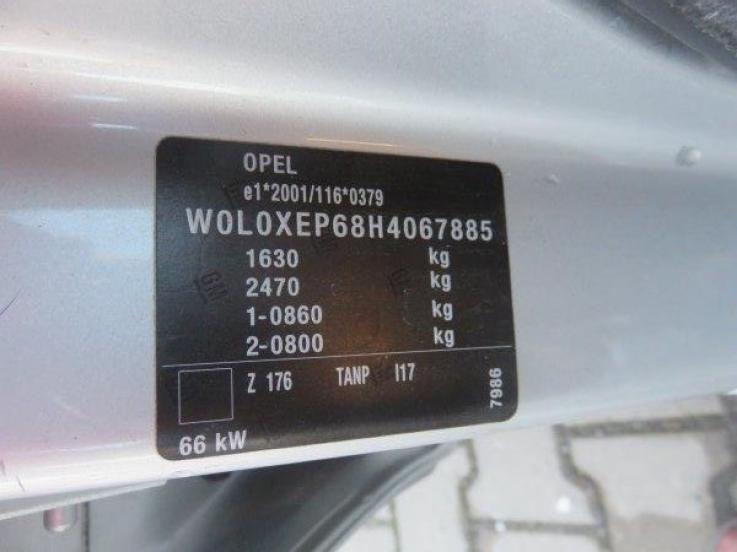 OPEL
e1*2001/116*0379
W0L0XEP68H4067885
1630 kg
2470 kg
1-0860 kg
2-0800 kg
Z 176 TANP I17
7986
66 kW
GM